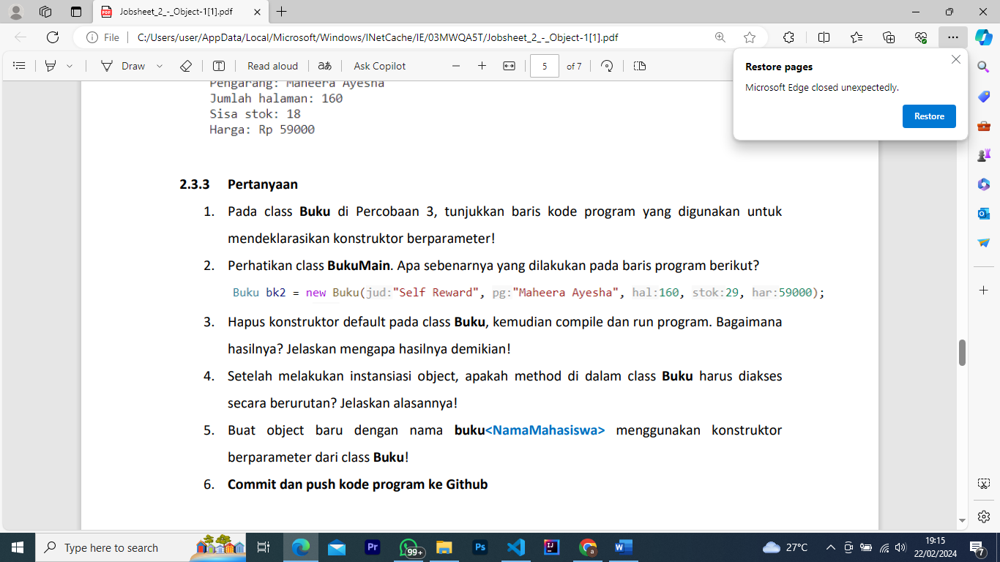 Jobsheet_2_-_Object-1[1].pdf
File
C:/Users/user/AppData/Local/Microsoft/Windows/INetCache/IE/03MWQA5T/Jobsheet_2_-_Object-1[1].pdf
Draw
Read aloud
aあ
Ask Copilot
5
of 7
Restore pages
Microsoft Edge closed unexpectedly.
Restore
Pengarang: Maheera Ayesha
Jumlah halaman: 160
Sisa stok: 18
Harga: Rp 59000
2.3.3 Pertanyaan
1. Pada class Buku di Percobaan 3, tunjukkan baris kode program yang digunakan untuk
mendeklarasikan konstruktor berparameter!
2. Perhatikan class BukuMain. Apa sebenarnya yang dilakukan pada baris program berikut?
Buku bk2 = new Buku(jud:"Self Reward", pg:"Maheera Ayesha", hal:160, stok:29, har:59000);
3. Hapus konstruktor default pada class Buku, kemudian compile dan run program. Bagaimana
hasilnya? Jelaskan mengapa hasilnya demikian!
4. Setelah melakukan instansiasi object, apakah method di dalam class Buku harus diakses
secara berurutan? Jelaskan alasannya!
5. Buat object baru dengan nama buku<NamaMahasiswa> menggunakan konstruktor
berparameter dari class Buku!
6. Commit dan push kode program ke Github
Type here to search
Pr
99+
Ps
IJ
a
W
27°C
19:15
22/02/2024
7